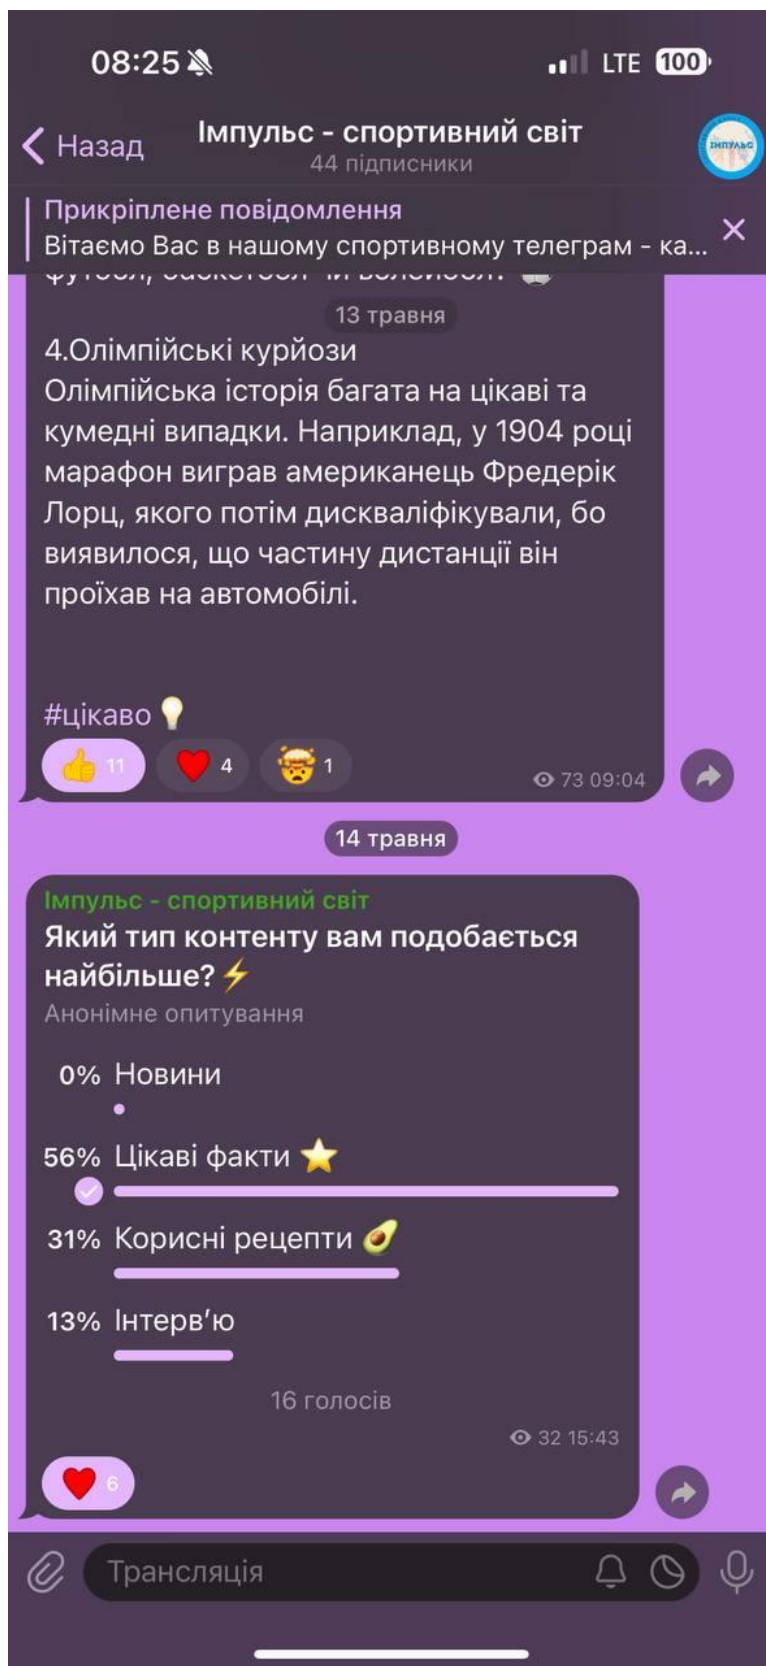 08:25
LTE
100
Назад
Імпульс - спортивний світ
44 підписники
ІМПУЛЬС
Прикріплене повідомлення
Вітаємо Вас в нашому спортивному телеграм - ка...
13 травня
4.Олімпійські курйози
Олімпійська історія багата на цікаві та
кумедні випадки. Наприклад, у 1904 році
марафон виграв американець Фредерік
Лорц, якого потім дискваліфікували, бо
виявилося, що частину дистанції він
проїхав на автомобілі.
#цікаво💡
👍 11 ❤️ 4 🤯 1
73 09:04
14 травня
Імпульс - спортивний світ
Який тип контенту вам подобається
найбільше?⚡
Анонімне опитування
0% Новини
56% Цікаві факти ⭐
31% Корисні рецепти 🥑
13% Інтерв’ю
16 голосів
32 15:43
❤️ 6
Трансляція